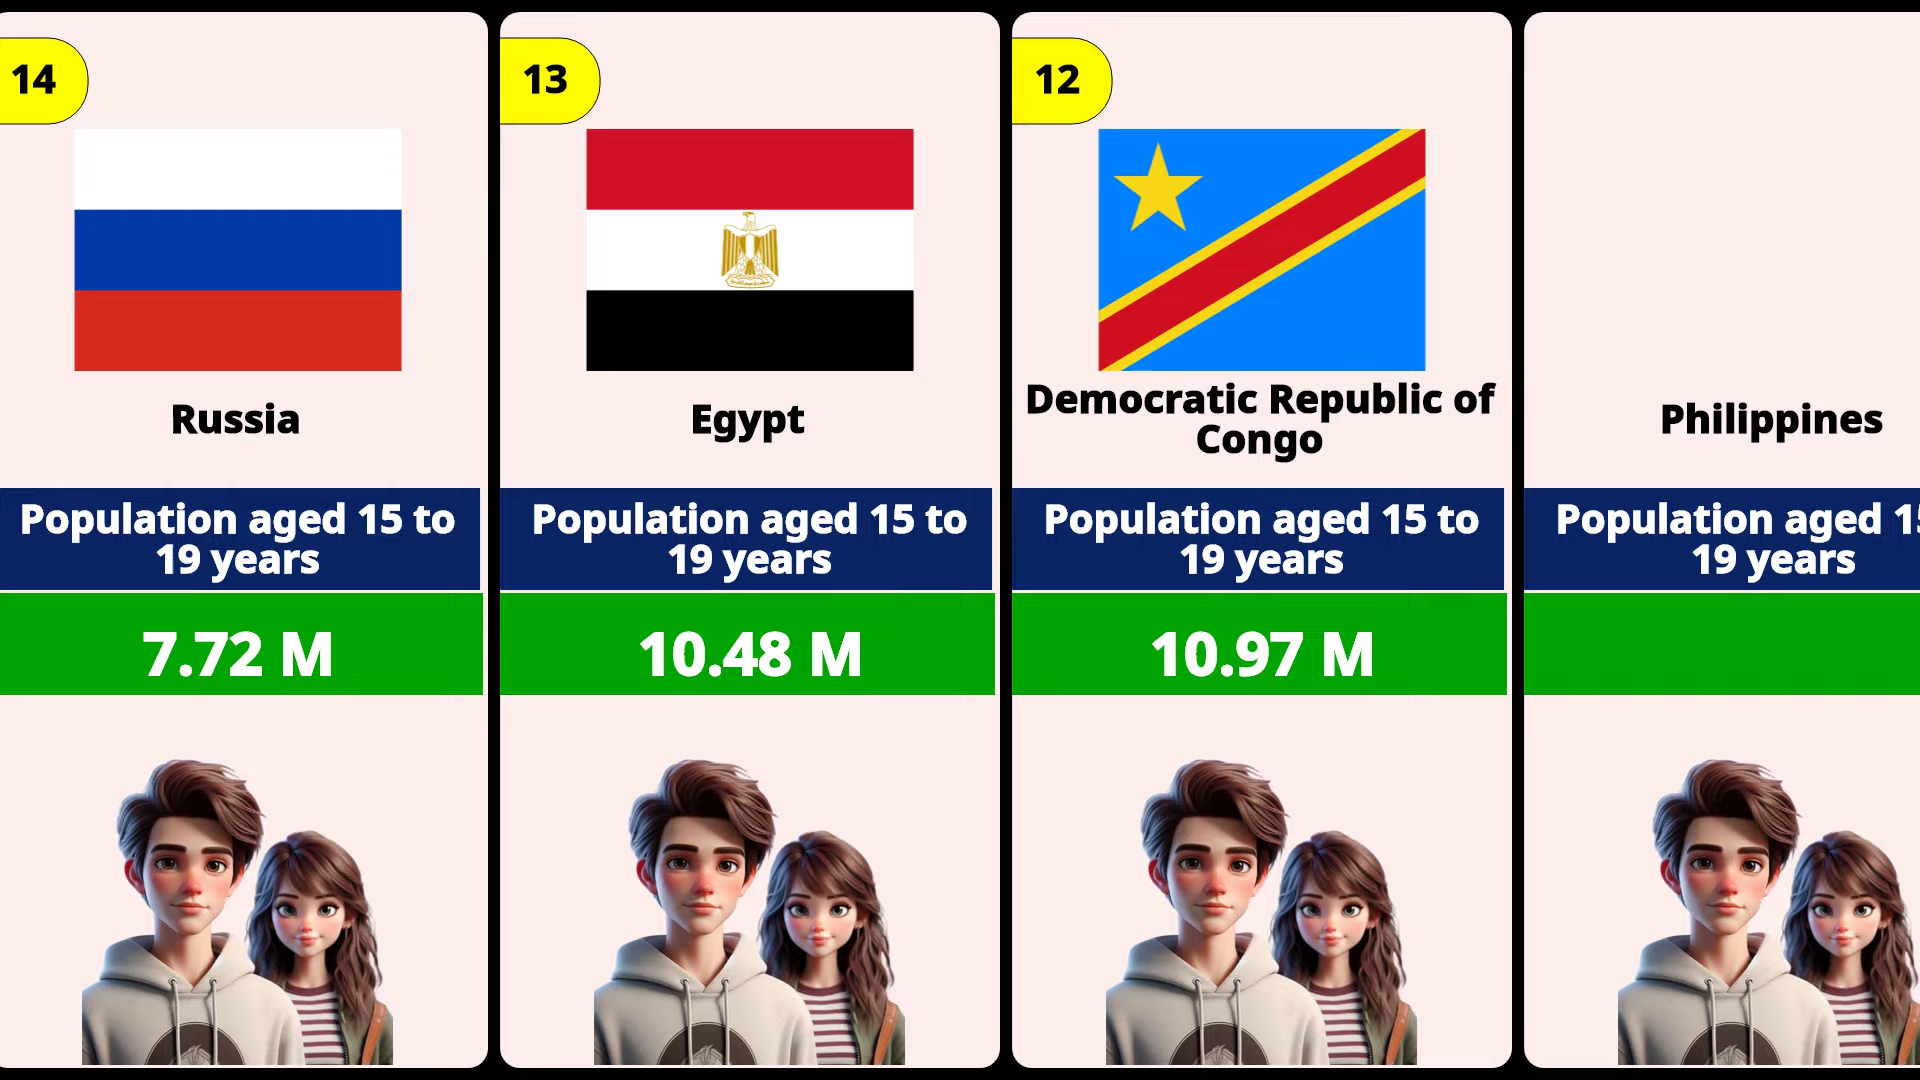 14
Russia
Population aged 15 to
19 years
7.72 M
13
Egypt
Population aged 15 to
19 years
10.48 M
12
Democratic Republic of
Congo
Population aged 15 to
19 years
10.97 M
Philippines
Population aged
19 years